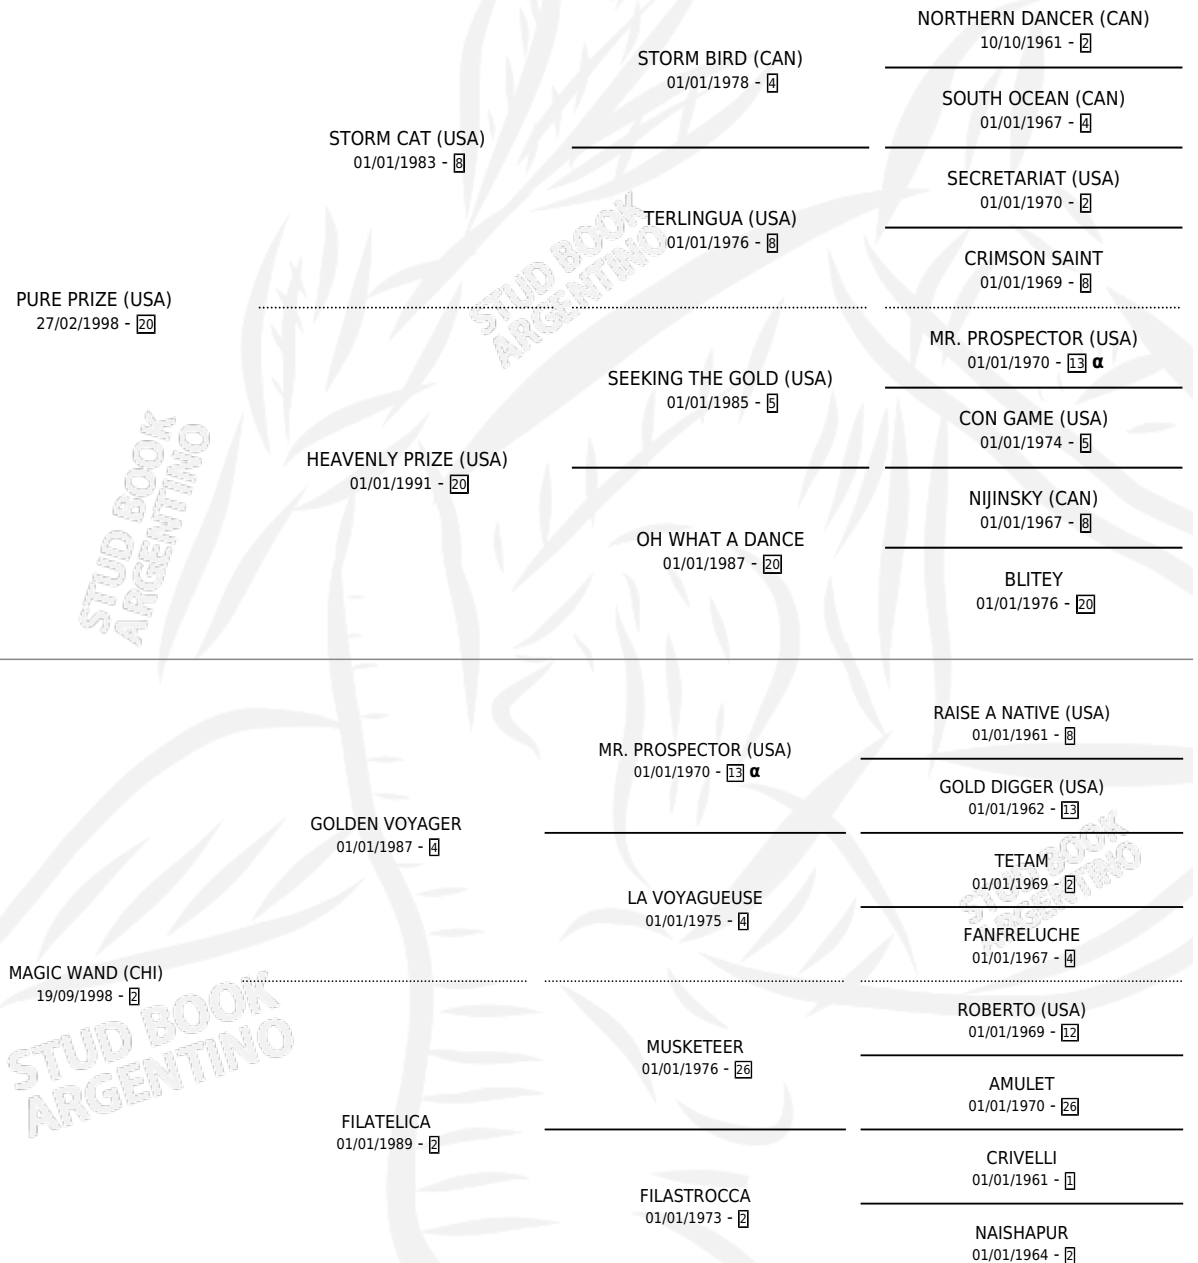 NORTHERN DANCER (CAN)
10/10/1961 - 2
STORM BIRD (CAN)
01/01/1978 - 4
SOUTH OCEAN (CAN)
01/01/1967 - 4
STORM CAT (USA)
01/01/1983 - 8
SECRETARIAT (USA)
01/01/1970 - 2
TERLINGUA (USA)
01/01/1976 - 8
CRIMSON SAINT
01/01/1969 - 8
PURE PRIZE (USA)
27/02/1998 - 20
STUD BOOK
ARGENTINO
MR. PROSPECTOR (USA)
01/01/1970 - 13 α
SEEKING THE GOLD (USA)
01/01/1985 - 5
CON GAME (USA)
01/01/1974 - 5
HEAVENLY PRIZE (USA)
01/01/1991 - 20
NIJINSKY (CAN)
01/01/1967 - 8
OH WHAT A DANCE
01/01/1987 - 20
BLITEY
01/01/1976 - 20
STUD BOOK
ARGENTINO
RAISE A NATIVE (USA)
01/01/1961 - 8
MR. PROSPECTOR (USA)
01/01/1970 - 13 α
GOLD DIGGER (USA)
01/01/1962 - 13
GOLDEN VOYAGER
01/01/1987 - 4
TETAM
01/01/1969 - 2
LA VOYAGUEUSE
01/01/1975 - 4
FANFRELUCHE
01/01/1967 - 4
STUD BOOK
ARGENTINO
MAGIC WAND (CHI)
19/09/1998 - 2
STUD BOOK
ARGENTINO
ROBERTO (USA)
01/01/1969 - 12
MUSKETEER
01/01/1976 - 26
AMULET
01/01/1970 - 26
FILATELICA
01/01/1989 - 2
CRIVELLI
01/01/1961 - 1
FILASTROCCA
01/01/1973 - 2
NAISHAPUR
01/01/1964 - 2